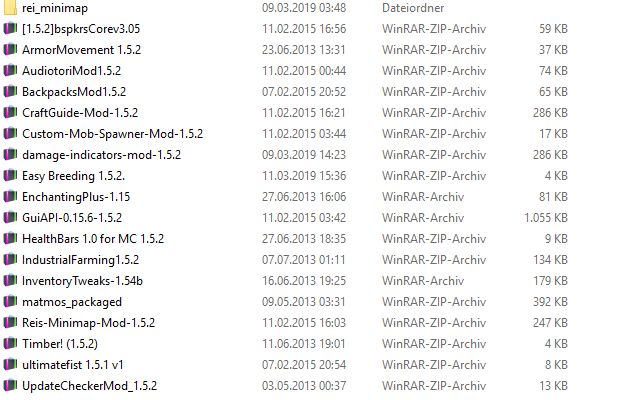 rei_minimap 09.03.2019 03:48 Dateiordner
[1.5.2]bspkrsCorev3.05 11.02.2015 16:56 WinRAR-ZIP-Archiv 59 KB
ArmorMovement 1.5.2 23.06.2013 13:31 WinRAR-ZIP-Archiv 37 KB
AudiotoriMod1.5.2 11.02.2015 00:44 WinRAR-ZIP-Archiv 74 KB
BackpacksMod1.5.2 07.02.2015 20:52 WinRAR-ZIP-Archiv 65 KB
CraftGuide-Mod-1.5.2 11.02.2015 16:21 WinRAR-ZIP-Archiv 286 KB
Custom-Mob-Spawner-Mod-1.5.2 11.02.2015 03:44 WinRAR-ZIP-Archiv 17 KB
damage-indicators-mod-1.5.2 09.03.2019 14:23 WinRAR-ZIP-Archiv 286 KB
Easy Breeding 1.5.2. 11.03.2019 15:36 WinRAR-ZIP-Archiv 4 KB
EnchantingPlus-1.15 27.06.2013 16:06 WinRAR-Archiv 81 KB
GuiAPI-0.15.6-1.5.2 11.02.2015 03:42 WinRAR-Archiv 1.055 KB
HealthBars 1.0 for MC 1.5.2 27.06.2013 18:35 WinRAR-ZIP-Archiv 9 KB
IndustrialFarming1.5.2 07.07.2013 01:11 WinRAR-ZIP-Archiv 134 KB
InventoryTweaks-1.54b 16.06.2013 19:25 WinRAR-Archiv 179 KB
matmos_packaged 09.05.2013 03:31 WinRAR-ZIP-Archiv 392 KB
Reis-Minimap-Mod-1.5.2 11.02.2015 16:03 WinRAR-ZIP-Archiv 247 KB
Timber! (1.5.2) 11.06.2013 19:01 WinRAR-ZIP-Archiv 4 KB
ultimatefist 1.5.1 v1 07.02.2015 20:54 WinRAR-ZIP-Archiv 8 KB
UpdateCheckerMod_1.5.2 03.05.2013 00:37 WinRAR-ZIP-Archiv 13 KB